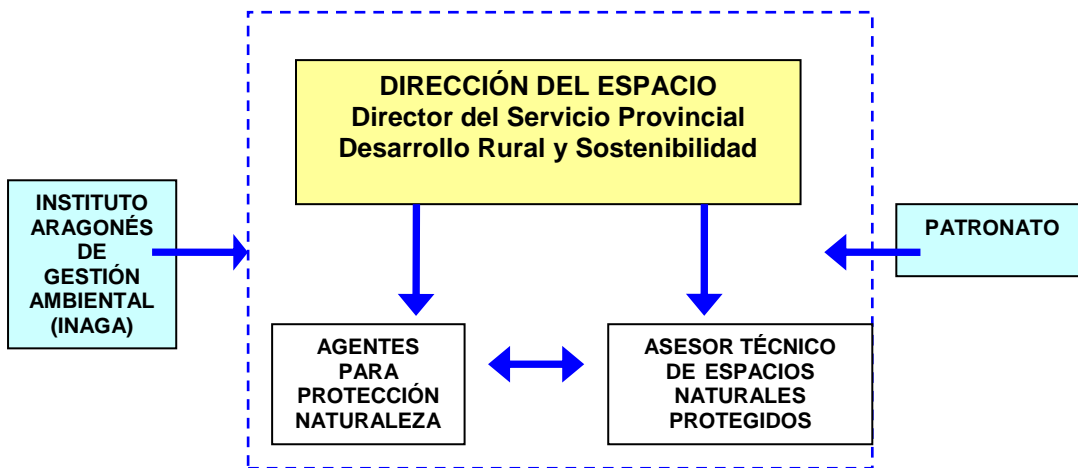 DIRECCIÓN DEL ESPACIO
Director del Servicio Provincial
Desarrollo Rural y Sostenibilidad
INSTITUTO
ARAGONÉS
DE
GESTIÓN
AMBIENTAL
(INAGA)
PATRONATO
AGENTES
PARA
PROTECCIÓN
NATURALEZA
ASESOR TÉCNICO
DE ESPACIOS
NATURALES
PROTEGIDOS